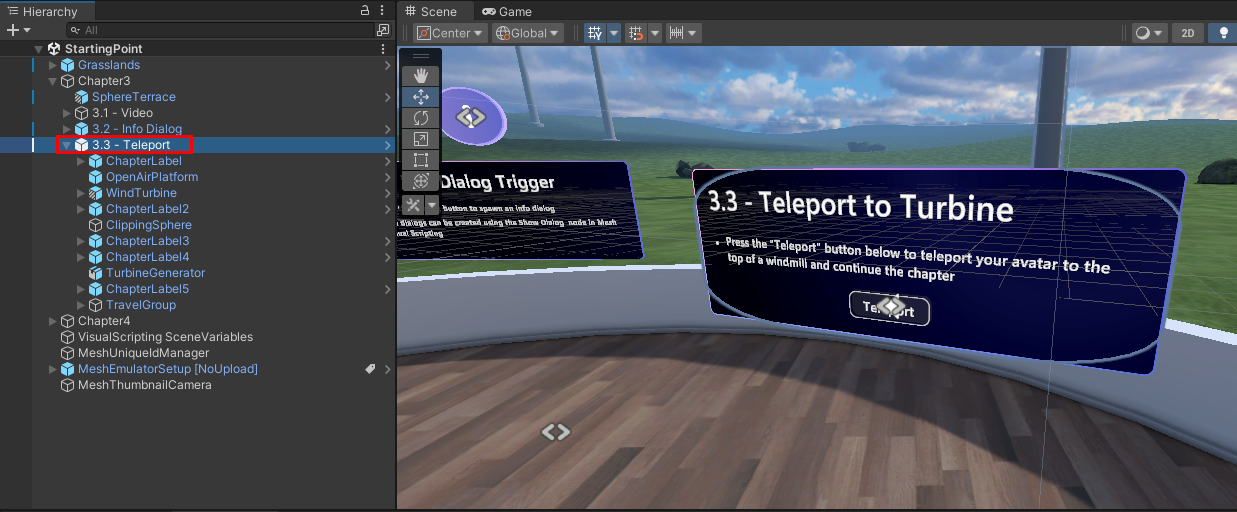 Hierarchy
All
StartingPoint
Grasslands
Chapter3
SphereTerrace
3.1 - Video
3.2 - Info Dialog
3.3 - Teleport
ChapterLabel
OpenAirPlatform
WindTurbine
ChapterLabel2
ClippingSphere
ChapterLabel3
ChapterLabel4
TurbineGenerator
ChapterLabel5
TravelGroup
Chapter4
VisualScripting SceneVariables
MeshUniqueIdManager
MeshEmulatorSetup [NoUpload]
MeshThumbnailCamera
Scene
Game
Center
Global
2D
Dialog Trigger
button to spawn an info dialog
dialogs can be created using the Show Dialog node in Mesh
Scripting
3.3 - Teleport to Turbine
• Press the "Teleport" button below to teleport your avatar to the
top of a windmill and continue the chapter
Teleport